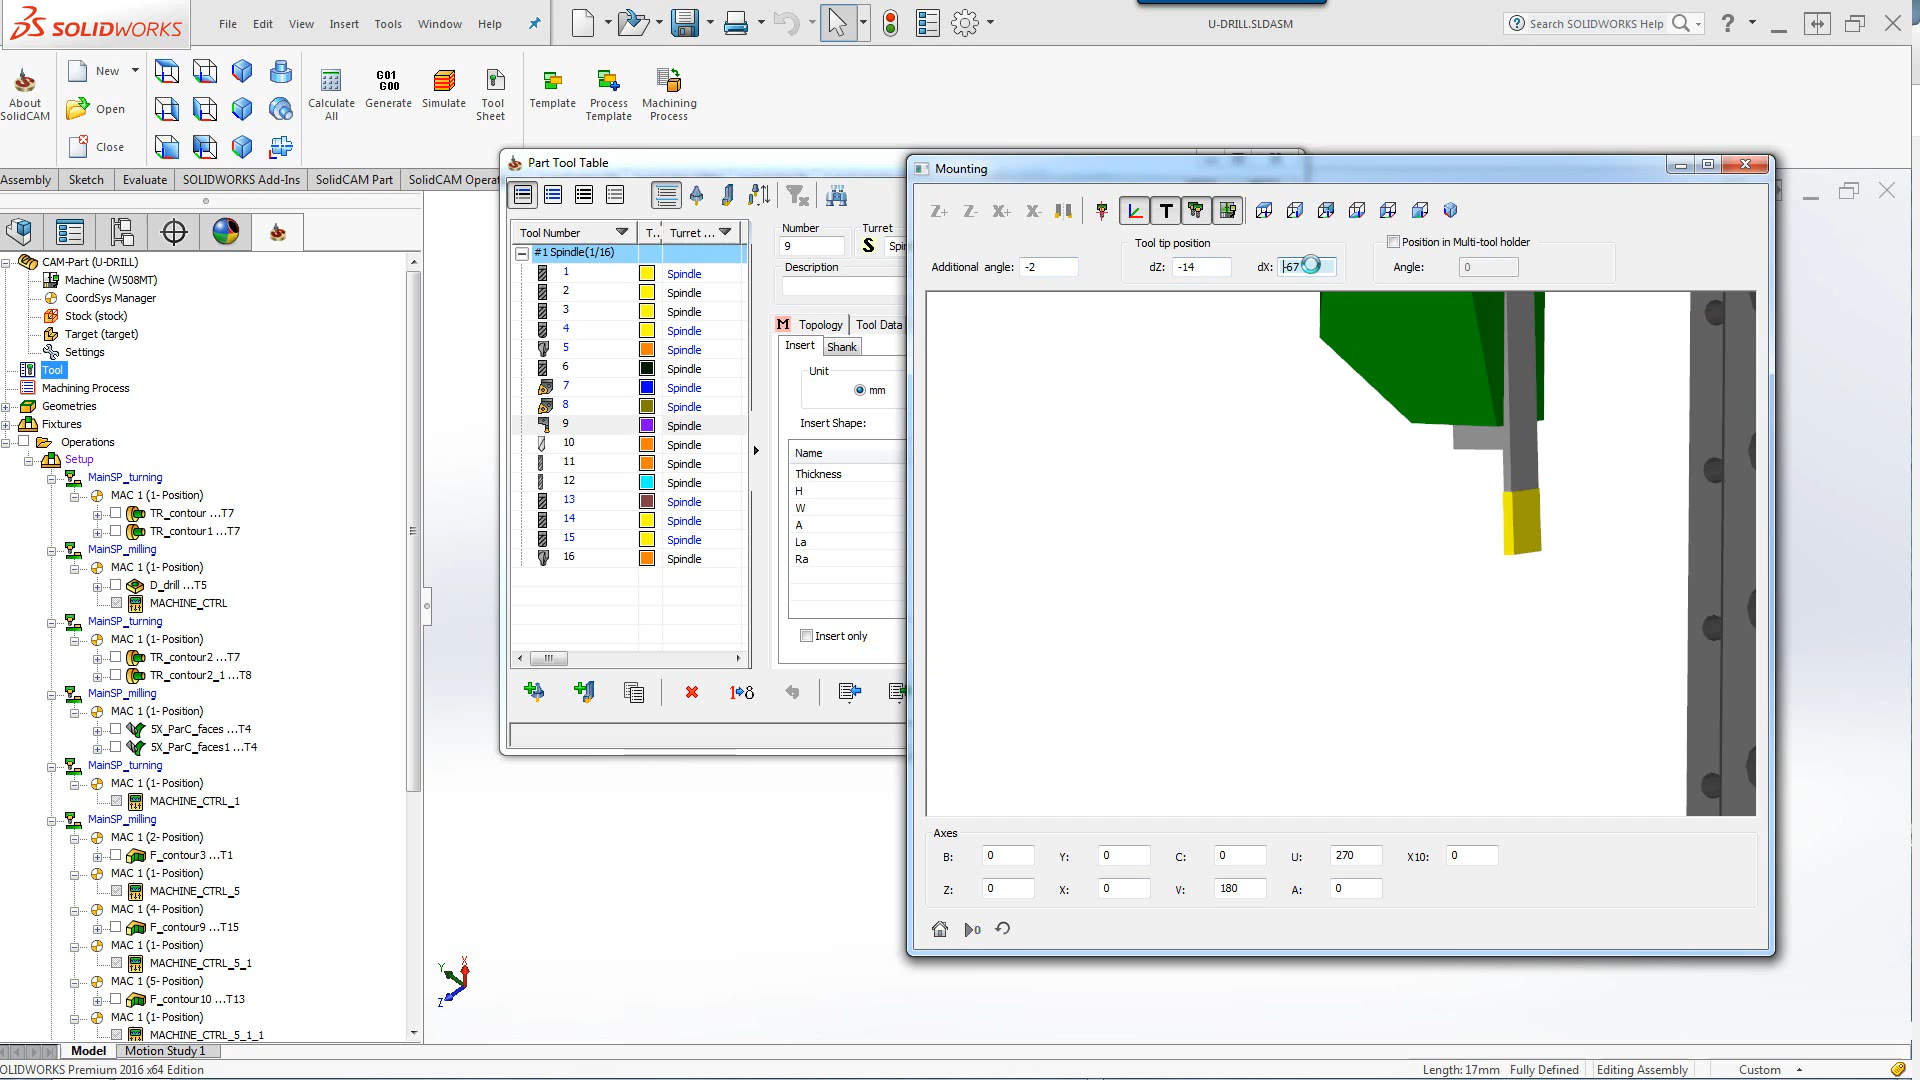 SOLIDWORKS
File Edit View Insert Tools Window Help
U-DRILL.SLDASM
Search SOLIDWORKS Help
About SolidCAM
New
Open
Close
Calculate All
G01 G00
Generate
Simulate
Tool Sheet
Template
Process Template
Machining Process
Assembly Sketch Evaluate SOLIDWORKS Add-Ins SolidCAM Part SolidCAM Operat
CAM-Part (U-DRILL)
Machine (W508MT)
CoordSys Manager
Stock (stock)
Target (target)
Settings
Tool
Machining Process
Geometries
Fixtures
Operations
Setup
MainSP_turning
MAC 1 (1- Position)
TR_contour ...T7
TR_contour1 ...T7
MainSP_milling
MAC 1 (1- Position)
D_drill ...T5
MACHINE_CTRL
MainSP_turning
MAC 1 (1- Position)
TR_contour2 ...T7
TR_contour2_1 ...T8
MainSP_milling
MAC 1 (1- Position)
5X_ParC_faces ...T4
5X_ParC_faces1 ...T4
MainSP_turning
MAC 1 (1- Position)
MACHINE_CTRL_1
MainSP_milling
MAC 1 (2- Position)
F_contour3 ...T1
MAC 1 (1- Position)
MACHINE_CTRL_5
MAC 1 (4- Position)
F_contour9 ...T15
MAC 1 (1- Position)
MACHINE_CTRL_5_1
MAC 1 (5- Position)
F_contour10 ...T13
MAC 1 (1- Position)
MACHINE_CTRL_5_1_1
Model Motion Study 1
OLIDWORKS Premium 2016 x64 Edition
Length: 17mm Fully Defined Editing Assembly Custom
Part Tool Table
Tool Number T.. Turret ...
#1 Spindle(1/16)
1 Spindle
2 Spindle
3 Spindle
4 Spindle
5 Spindle
6 Spindle
7 Spindle
8 Spindle
9 Spindle
10 Spindle
11 Spindle
12 Spindle
13 Spindle
14 Spindle
15 Spindle
16 Spindle
1→8
Number Turret
9 S Spin
Description
M Topology Tool Data
Insert Shank
Unit
mm
Insert Shape:
Name
Thickness
H
W
A
La
Ra
Insert only
Mounting
Z+ Z- X+ X- T
Tool tip position
Position in Multi-tool holder
Additional angle: -2 dZ: -14 dX: -67 Angle: 0
Axes
B: 0 Y: 0 C: 0 U: 270 X10: 0
Z: 0 X: 0 V: 180 A: 0
0
Y X Z